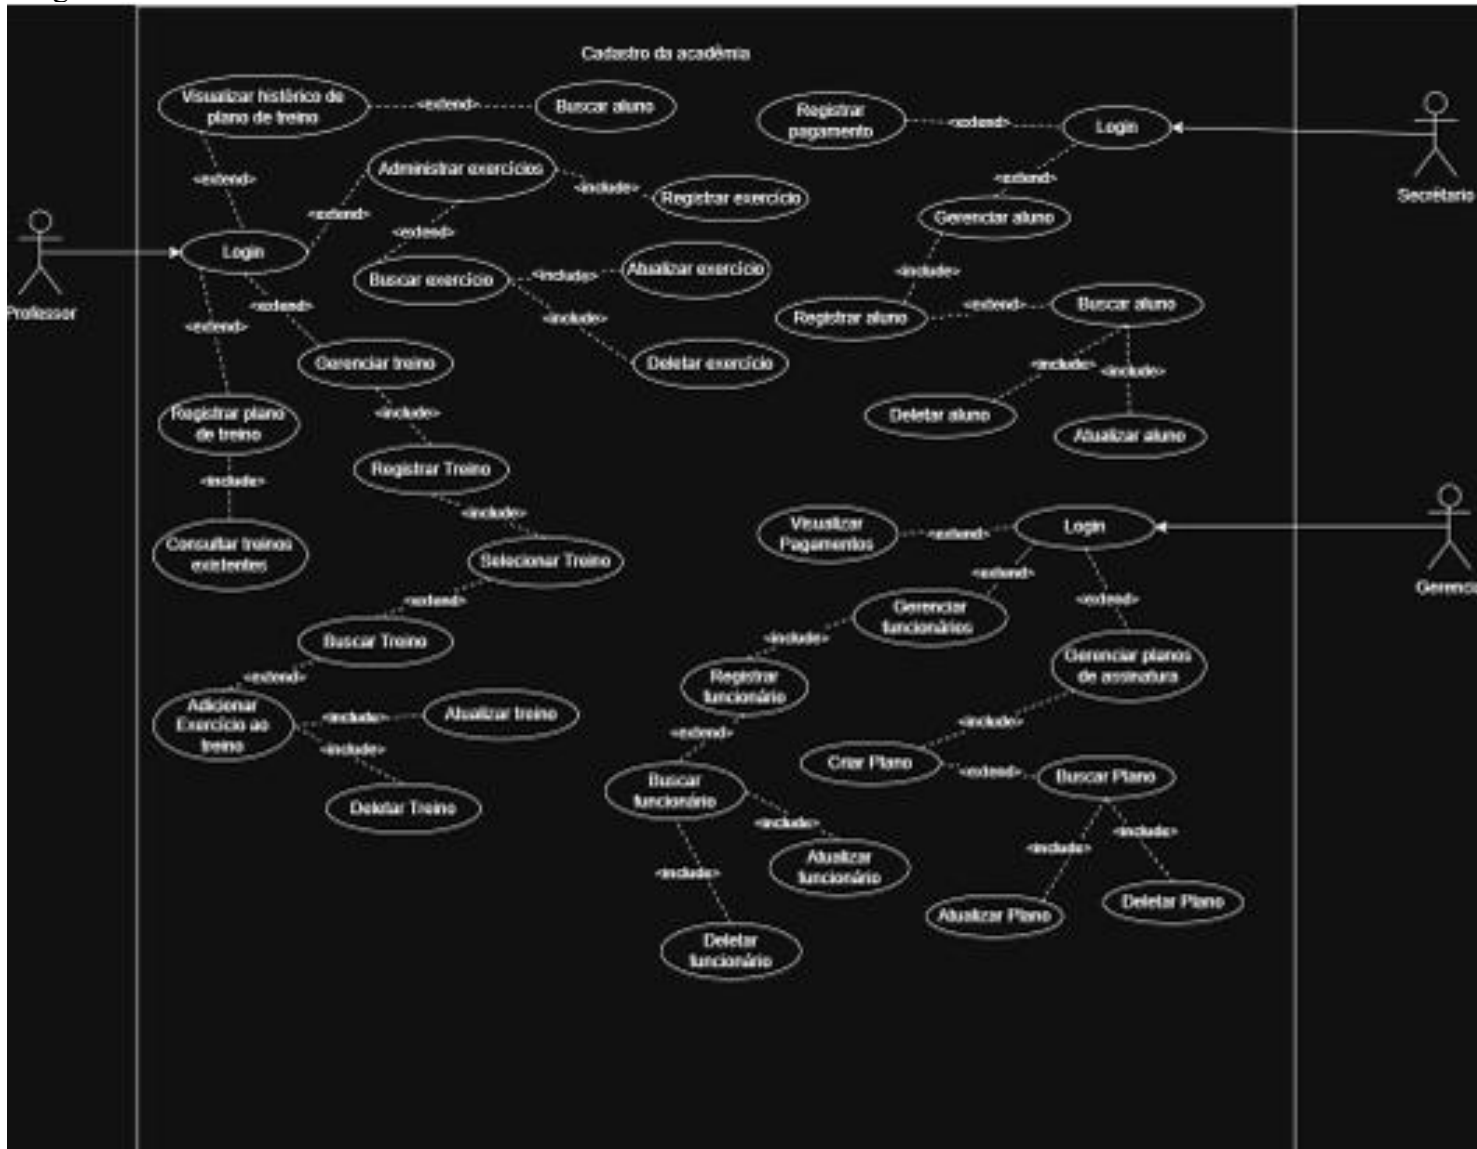 Cadastro da acadêmia
Visualizar histórico de
plano de treino
<extend>
Buscar aluno
<extend>
Administrar exercícios
<include>
Registrar exercício
<extend>
<extend>
Login
Buscar exercício
<include>
Atualizar exercício
<include>
Deletar exercício
Professor
<extend>
<extend>
Gerenciar treino
<include>
Registrar plano
de treino
<include>
Consultar treinos
existentes
Registrar Treino
<include>
Selecionar Treino
<extend>
Buscar Treino
<extend>
Adicionar
Exercício ao
treino
<include>
Atualizar treino
<include>
Deletar Treino
Registrar
pagamento
<extend>
Login
Secrétario
<extend>
Gerenciar aluno
<include>
Registrar aluno
<extend>
Buscar aluno
<include>
<include>
Deletar aluno
Atualizar aluno
Visualizar
Pagamentos
<extend>
Login
Gerencia
<extend>
<extend>
Gerenciar
funcionários
<include>
Registrar
funcionário
<extend>
Buscar
funcionário
<include>
Atualizar
funcionário
<include>
Deletar
funcionário
Gerenciar planos
de assinatura
<include>
Criar Plano
<extend>
Buscar Plano
<include>
<include>
Atualizar Plano
Deletar Plano